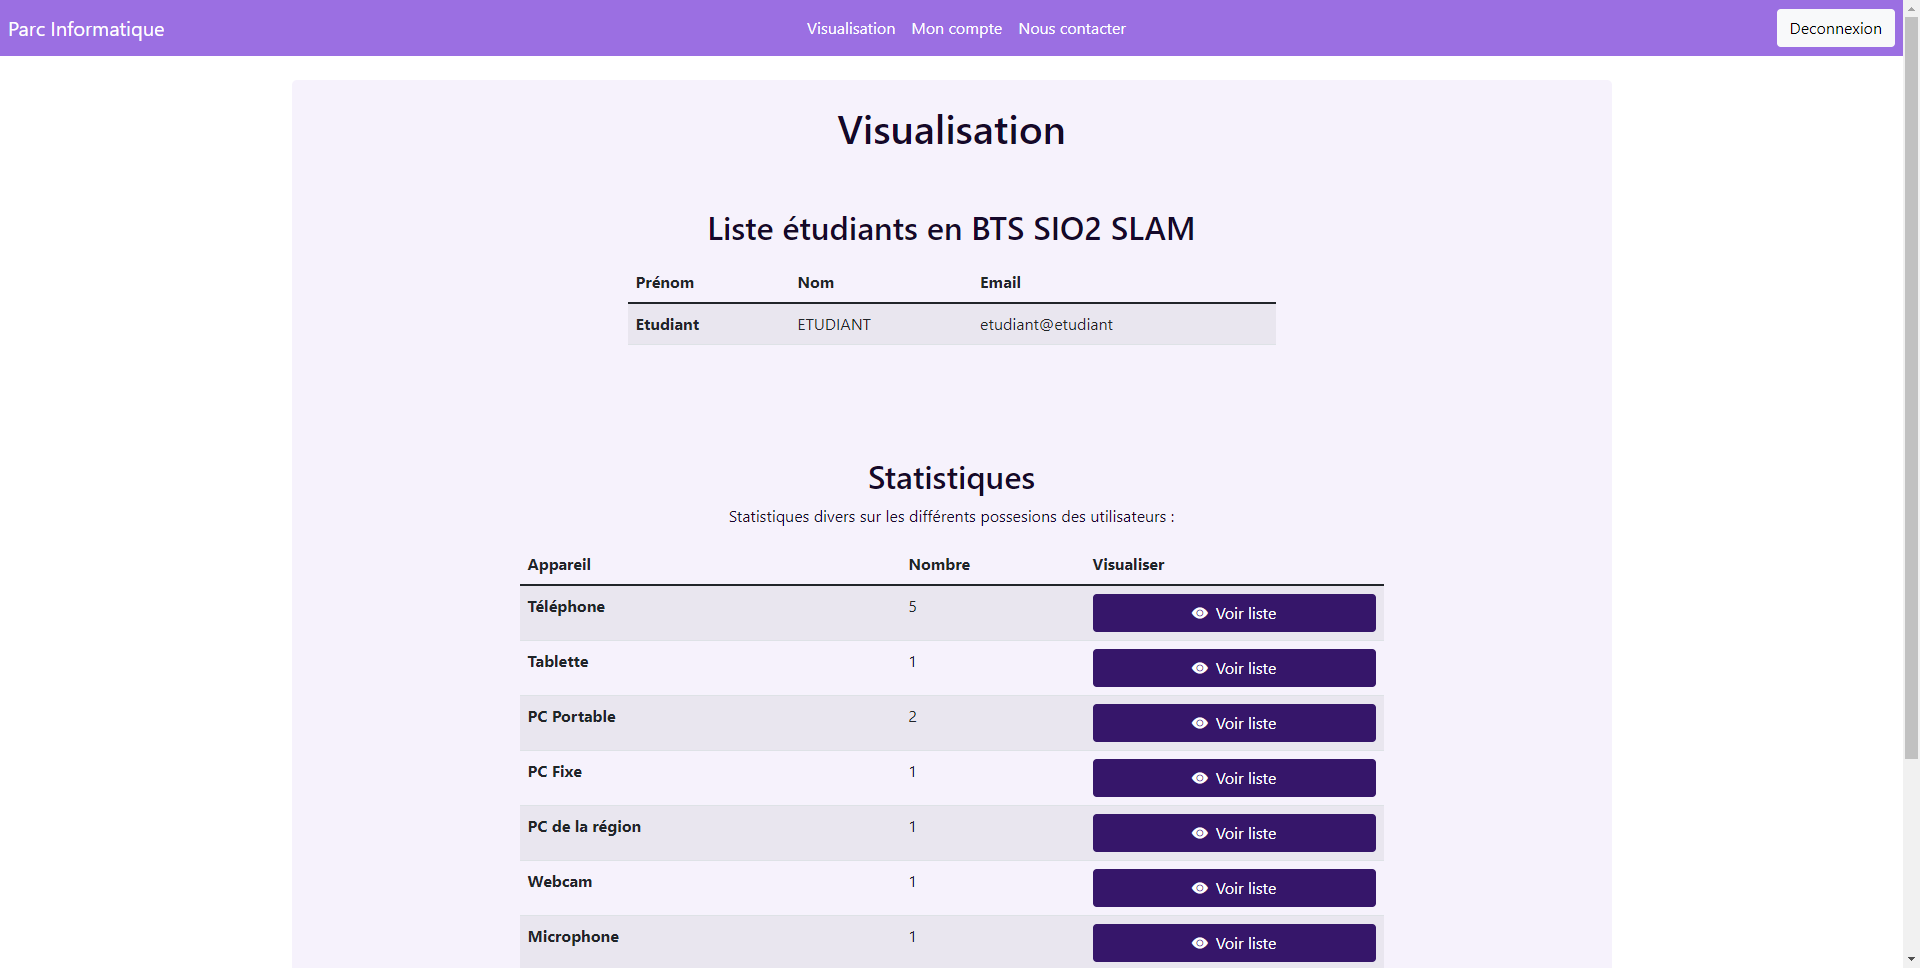 Parc Informatique Visualisation Mon compte Nous contacter Deconnexion
Visualisation
Liste étudiants en BTS SIO2 SLAM
Prénom Nom Email
Etudiant ETUDIANT etudiant@etudiant
Statistiques
Statistiques divers sur les différents possesions des utilisateurs :
Appareil Nombre Visualiser
Téléphone 5 Voir liste
Tablette 1 Voir liste
PC Portable 2 Voir liste
PC Fixe 1 Voir liste
PC de la région 1 Voir liste
Webcam 1 Voir liste
Microphone 1 Voir liste